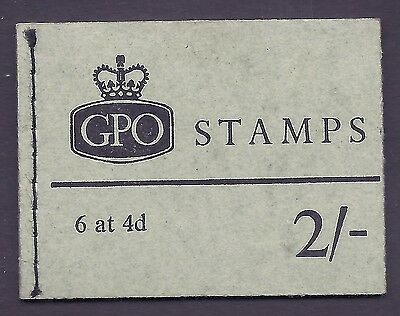 GPO STAMPS
6 at 4d 2/-